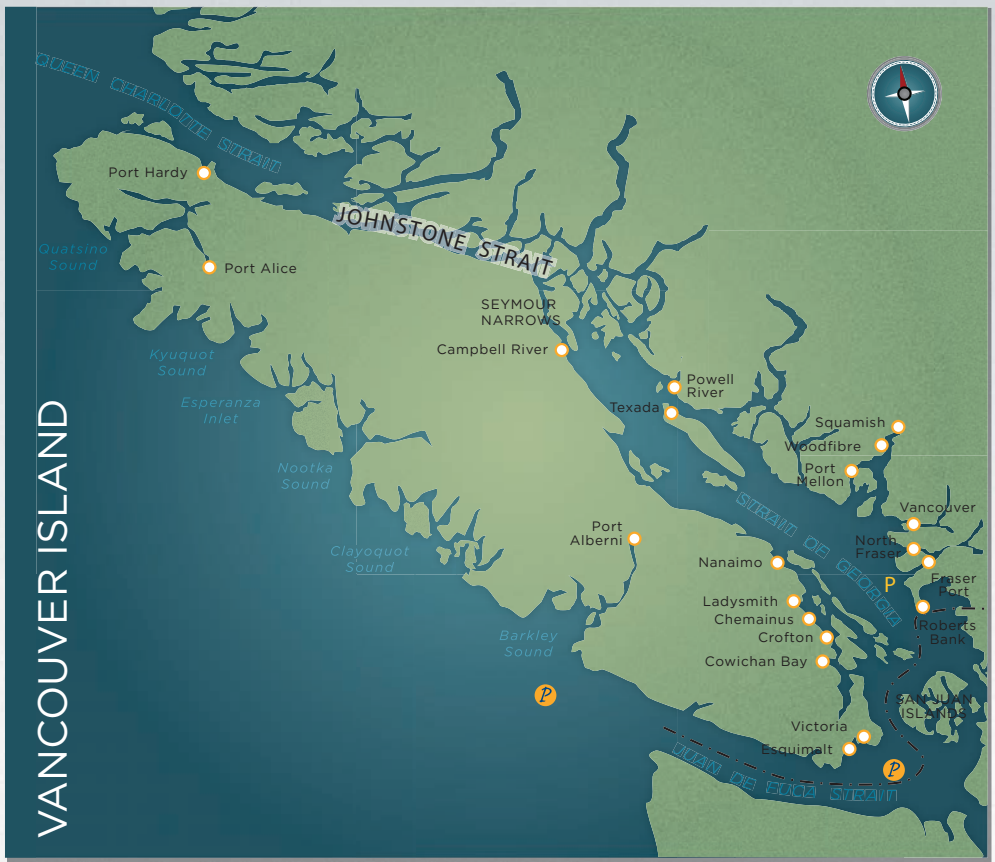 QUEEN CHARLOTTE STRAIT
Port Hardy
JOHNSTONE STRAIT
Quatsino
Sound
Port Alice
SEYMOUR
NARROWS
Campbell River
Kyuquot
Sound
Esperanza
Inlet
Powell
River
Texada
Squamish
Woodfibre
Port
Mellon
Nootka
Sound
STRAIT OF GEORGIA
Vancouver
North
Fraser
Port
Alberni
Clayoquot
Sound
Nanaimo
Fraser
Port
P
Ladysmith
Chemainus
Roberts
Bank
Crofton
Barkley
Sound
Cowichan Bay
P
SAN JUAN
ISLANDS
Victoria
Esquimalt
P
JUAN DE FUCA STRAIT
VANCOUVER ISLAND